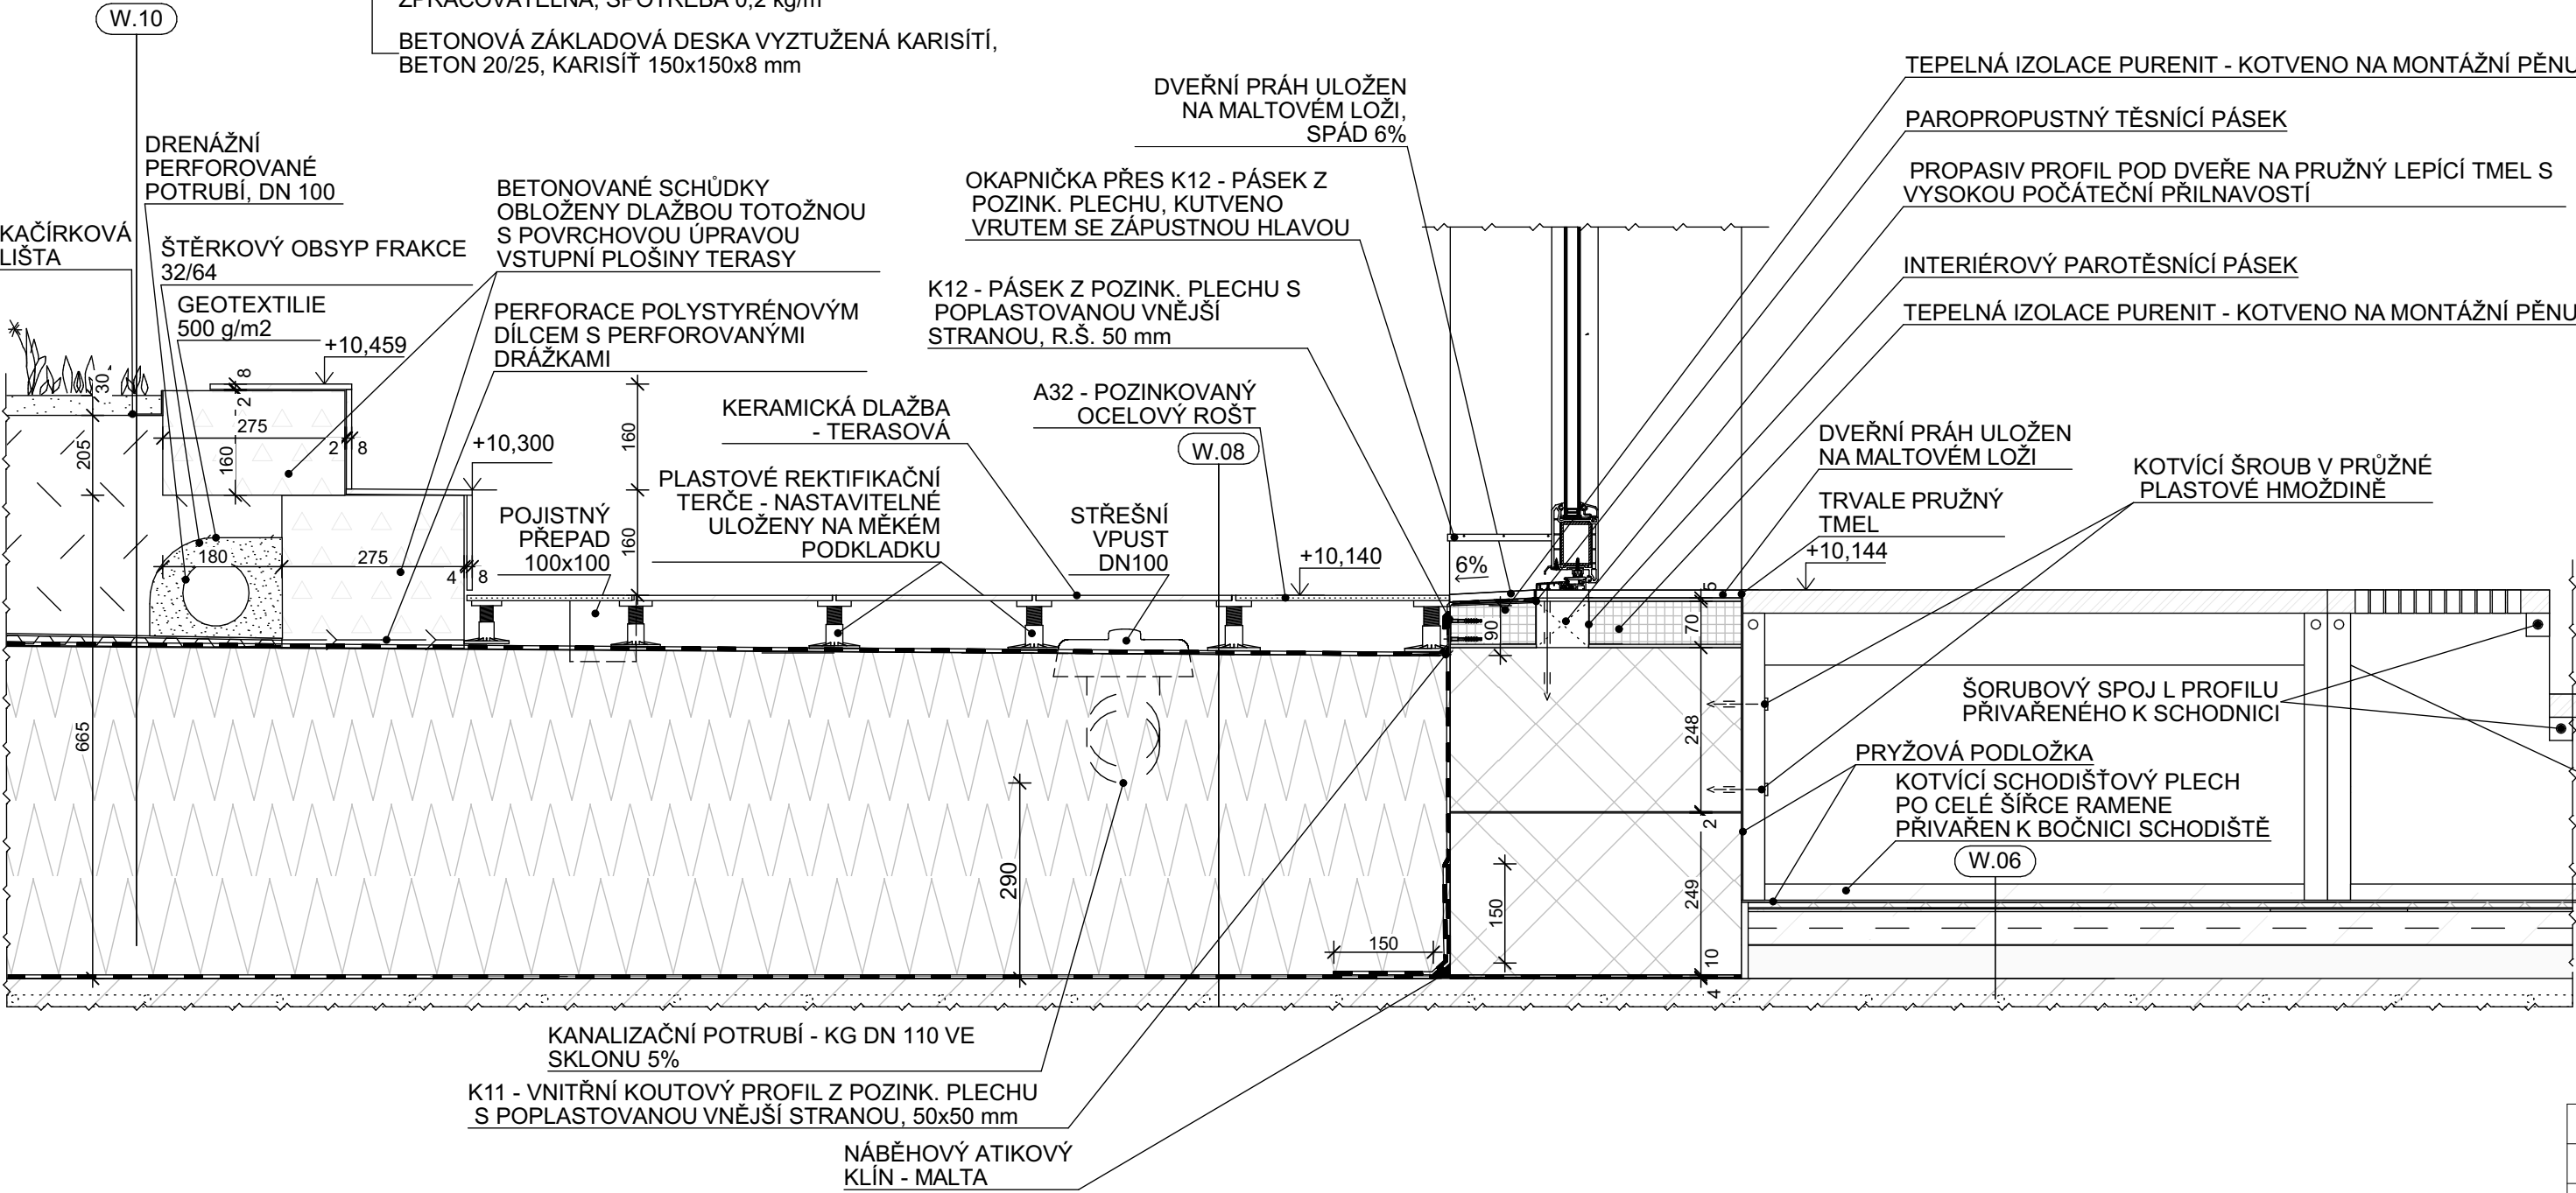 ZPRACOVATELNÁ, SPOTŘEBA 0,2 kg/m
W.10
BETONOVÁ ZÁKLADOVÁ DESKA VYZTUŽENÁ KARISÍTÍ,
BETON 20/25, KARISÍŤ 150x150x8 mm
DRENÁŽNÍ
PERFOROVANÉ
POTRUBÍ, DN 100
KAČÍRKOVÁ
LIŠTA
ŠTĚRKOVÝ OBSYP FRAKCE
32/64
GEOTEXTILIE
500 g/m2
BETONOVANÉ SCHŮDKY
OBLOŽENY DLAŽBOU TOTOŽNOU
S POVRCHOVOU ÚPRAVOU
VSTUPNÍ PLOŠINY TERASY
PERFORACE POLYSTYRÉNOVÝM
DÍLCEM S PERFOROVANÝMI
DRÁŽKAMI
DVEŘNÍ PRÁH ULOŽEN
NA MALTOVÉM LOŽI,
SPÁD 6%
OKAPNIČKA PŘES K12 - PÁSEK Z
POZINK. PLECHU, KUTVENO
VRUTEM SE ZÁPUSTNOU HLAVOU
K12 - PÁSEK Z POZINK. PLECHU S
POPLASTOVANOU VNĚJŠÍ
STRANOU, R.Š. 50 mm
A32 - POZINKOVANÝ
OCELOVÝ ROŠT
W.08
KERAMICKÁ DLAŽBA
- TERASOVÁ
PLASTOVÉ REKTIFIKAČNÍ
TERČE - NASTAVITELNÉ
ULOŽENY NA MĚKÉM
PODKLADKU
POJISTNÝ
PŘEPAD
100x100
STŘEŠNÍ
VPUST
DN100
TEPELNÁ IZOLACE PURENIT - KOTVENO NA MONTÁŽNÍ PĚNU
PAROPROPUSTNÝ TĚSNÍCÍ PÁSEK
PROPASIV PROFIL POD DVEŘE NA PRUŽNÝ LEPÍCÍ TMEL S
VYSOKOU POČÁTEČNÍ PŘILNAVOSTÍ
INTERIÉROVÝ PAROTĚSNÍCÍ PÁSEK
TEPELNÁ IZOLACE PURENIT - KOTVENO NA MONTÁŽNÍ PĚNU
DVEŘNÍ PRÁH ULOŽEN
NA MALTOVÉM LOŽI
TRVALE PRUŽNÝ
TMEL
+10,144
KOTVÍCÍ ŠROUB V PRŮŽNÉ
PLASTOVÉ HMOŽDINĚ
ŠORUBOVÝ SPOJ L PROFILU
PŘIVAŘENÉHO K SCHODNICI
PRYŽOVÁ PODLOŽKA
KOTVÍCÍ SCHODIŠŤOVÝ PLECH
PO CELÉ ŠÍŘCE RAMENE
PŘIVAŘEN K BOČNICI SCHODIŠTĚ
W.06
+10,459
+10,300
+10,140
6%
30
8
2
275
2
8
160
205
180
275
4
8
160
160
665
290
150
150
90
5
70
248
2
249
10
4
KANALIZAČNÍ POTRUBÍ - KG DN 110 VE
SKLONU 5%
K11 - VNITŘNÍ KOUTOVÝ PROFIL Z POZINK. PLECHU
S POPLASTOVANOU VNĚJŠÍ STRANOU, 50x50 mm
NÁBĚHOVÝ ATIKOVÝ
KLÍN - MALTA